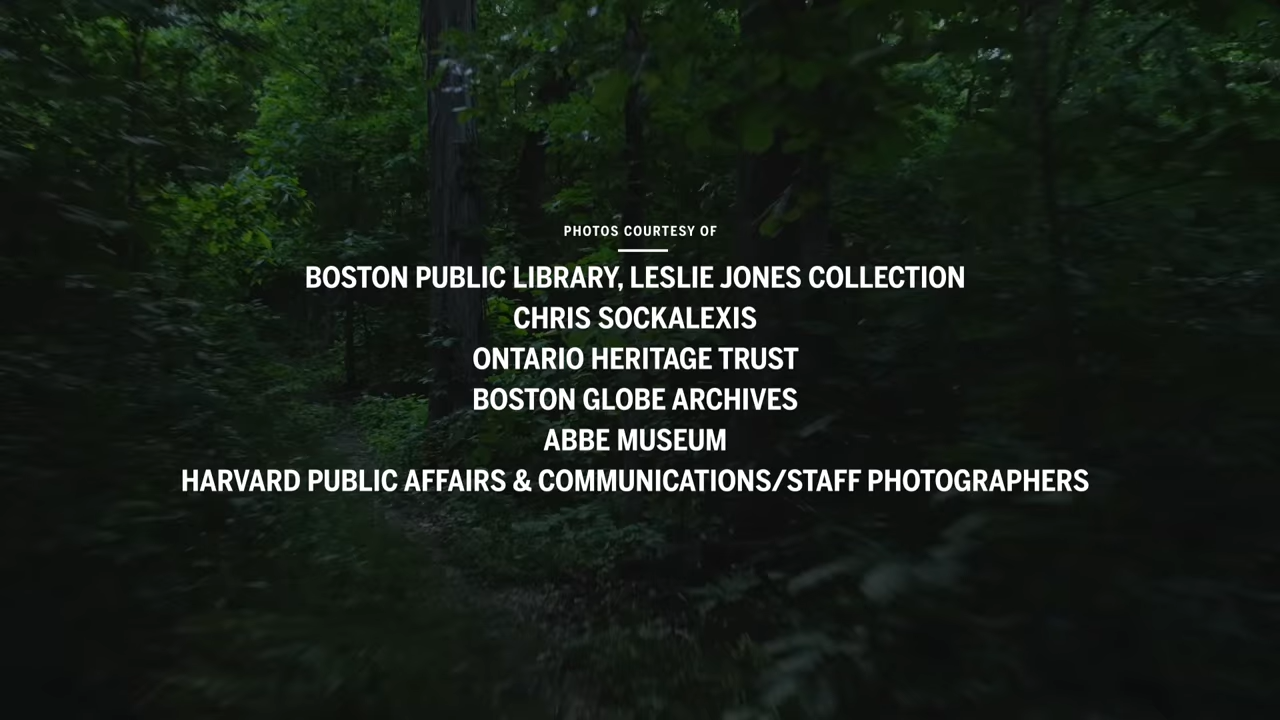 PHOTOS COURTESY OF
BOSTON PUBLIC LIBRARY, LESLIE JONES COLLECTION
CHRIS SOCKALEXIS
ONTARIO HERITAGE TRUST
BOSTON GLOBE ARCHIVES
ABBE MUSEUM
HARVARD PUBLIC AFFAIRS & COMMUNICATIONS/STAFF PHOTOGRAPHERS